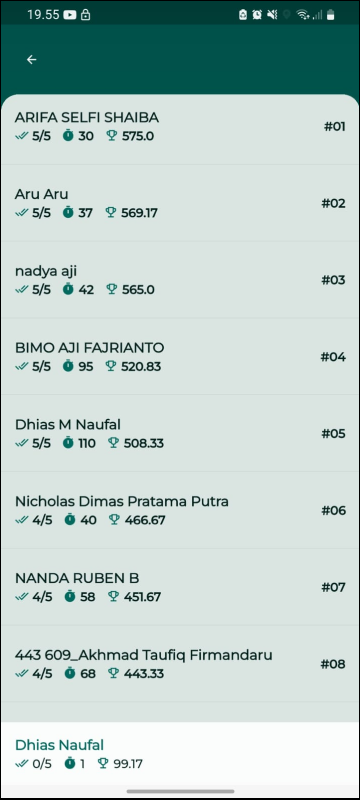 19.55
ARIFA SELFI SHAIBA
5/5 30 575.0
#01
Aru Aru
5/5 37 569.17
#02
nadya aji
5/5 42 565.0
#03
BIMO AJI FAJRIANTO
5/5 95 520.83
#04
Dhias M Naufal
5/5 110 508.33
#05
Nicholas Dimas Pratama Putra
4/5 40 466.67
#06
NANDA RUBEN B
4/5 58 451.67
#07
443 609_Akhmad Taufiq Firmandaru
4/5 68 443.33
#08
Dhias Naufal
0/5 1 99.17